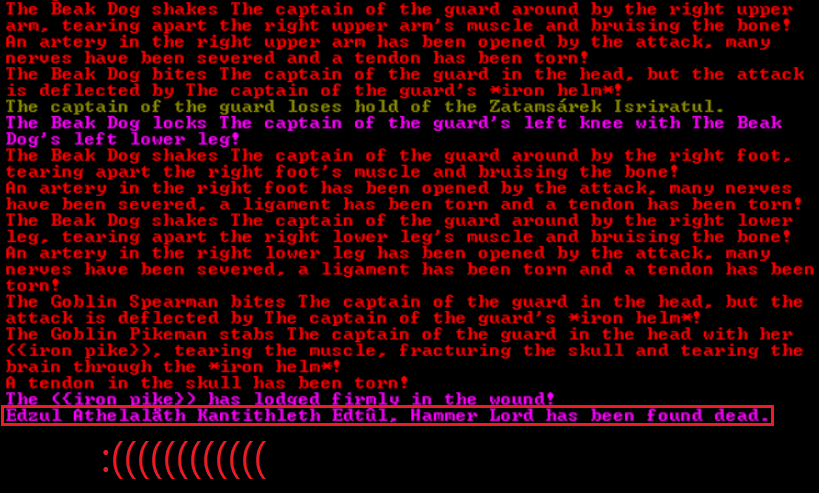 The Beak Dog shakes The captain of the guard around by the right upper
arm, tearing apart the right upper arm's muscle and bruising the bone!
An artery in the right upper arm has been opened by the attack, many
nerves have been severed and a tendon has been torn!
The Beak Dog bites The captain of the guard in the head, but the attack
is deflected by The captain of the guard's *iron helm*!
The captain of the guard loses hold of the Zatamsárek Isriratul.
The Beak Dog locks The captain of the guard's left knee with The Beak
Dog's left lower leg!
The Beak Dog shakes The captain of the guard around by the right foot,
tearing apart the right foot's muscle and bruising the bone!
An artery in the right foot has been opened by the attack, many nerves
have been severed, a ligament has been torn and a tendon has been torn!
The Beak Dog shakes The captain of the guard around by the right lower
leg, tearing apart the right lower leg's muscle and bruising the bone!
An artery in the right lower leg has been opened by the attack, many
nerves have been severed, a ligament has been torn and a tendon has been
torn!
The Goblin Spearman bites The captain of the guard in the head, but the
attack is deflected by The captain of the guard's *iron helm*!
The Goblin Pikeman stabs The captain of the guard in the head with her
((iron pike)), tearing the muscle, fracturing the skull and tearing the
brain through the *iron helm*!
A tendon in the skull has been torn!
The ((iron pike)) has lodged firmly in the wound!
Edzul Athelalåth Kantithleth Edtûl, Hammer Lord has been found dead.
:((((((((((((